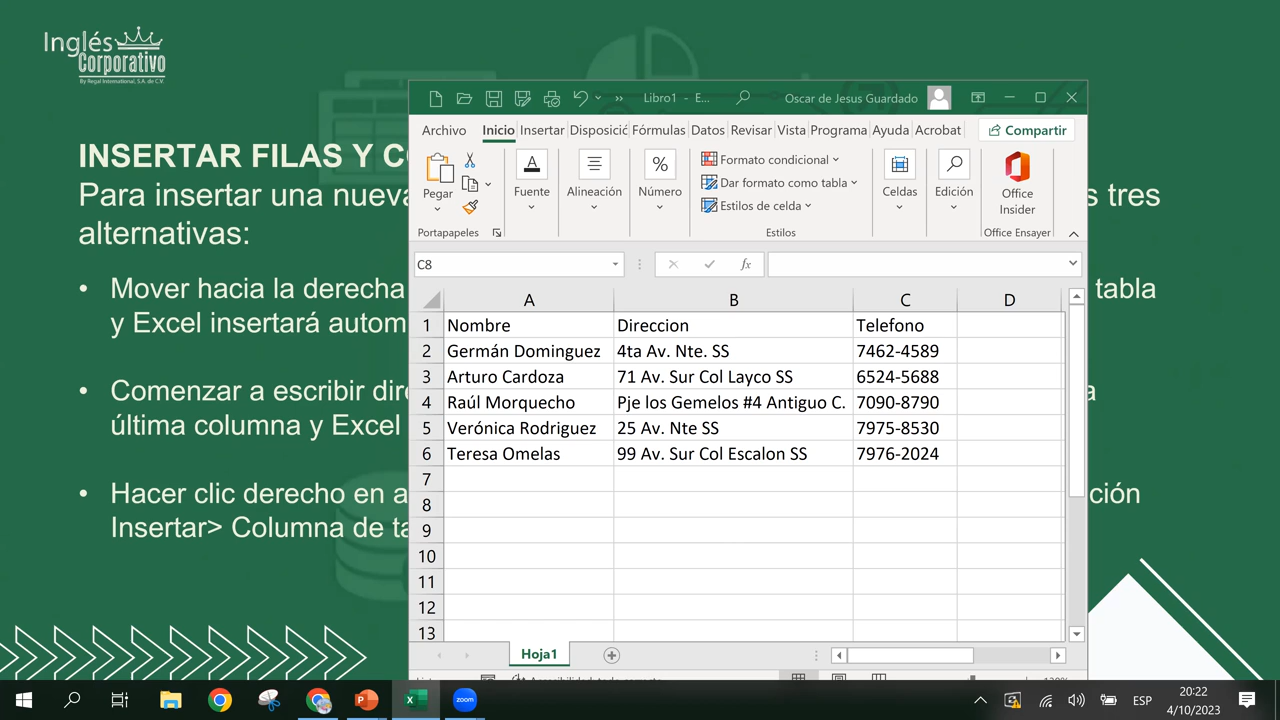 Inglés
Corporativo
By Regal International, S.A. de C.V.
INSERTAR FILAS Y
Para insertar una nueva
s tres
alternativas:
• Mover hacia la derecha
tabla
y Excel insertará autom
• Comenzar a escribir dire
a
última columna y Excel
• Hacer clic derecho en a
ción
Insertar> Columna de ta
Libro1 - E...
Oscar de Jesus Guardado
Archivo Inicio Insertar Disposició Fórmulas Datos Revisar Vista Programa Ayuda Acrobat Compartir
Pegar
Fuente
Alineación
Número
Formato condicional
Dar formato como tabla
Estilos de celda
Celdas
Edición
Office
Insider
Portapapeles
Estilos
Office Ensayer
C8
fx
A B C D
1 Nombre Direccion Telefono
2 Germán Dominguez 4ta Av. Nte. SS 7462-4589
3 Arturo Cardoza 71 Av. Sur Col Layco SS 6524-5688
4 Raúl Morquecho Pje los Gemelos #4 Antiguo C. 7090-8790
5 Verónica Rodriguez 25 Av. Nte SS 7975-8530
6 Teresa Omelas 99 Av. Sur Col Escalon SS 7976-2024
7
8
9
10
11
12
13
Hoja1
zoom
ESP
20:22
4/10/2023